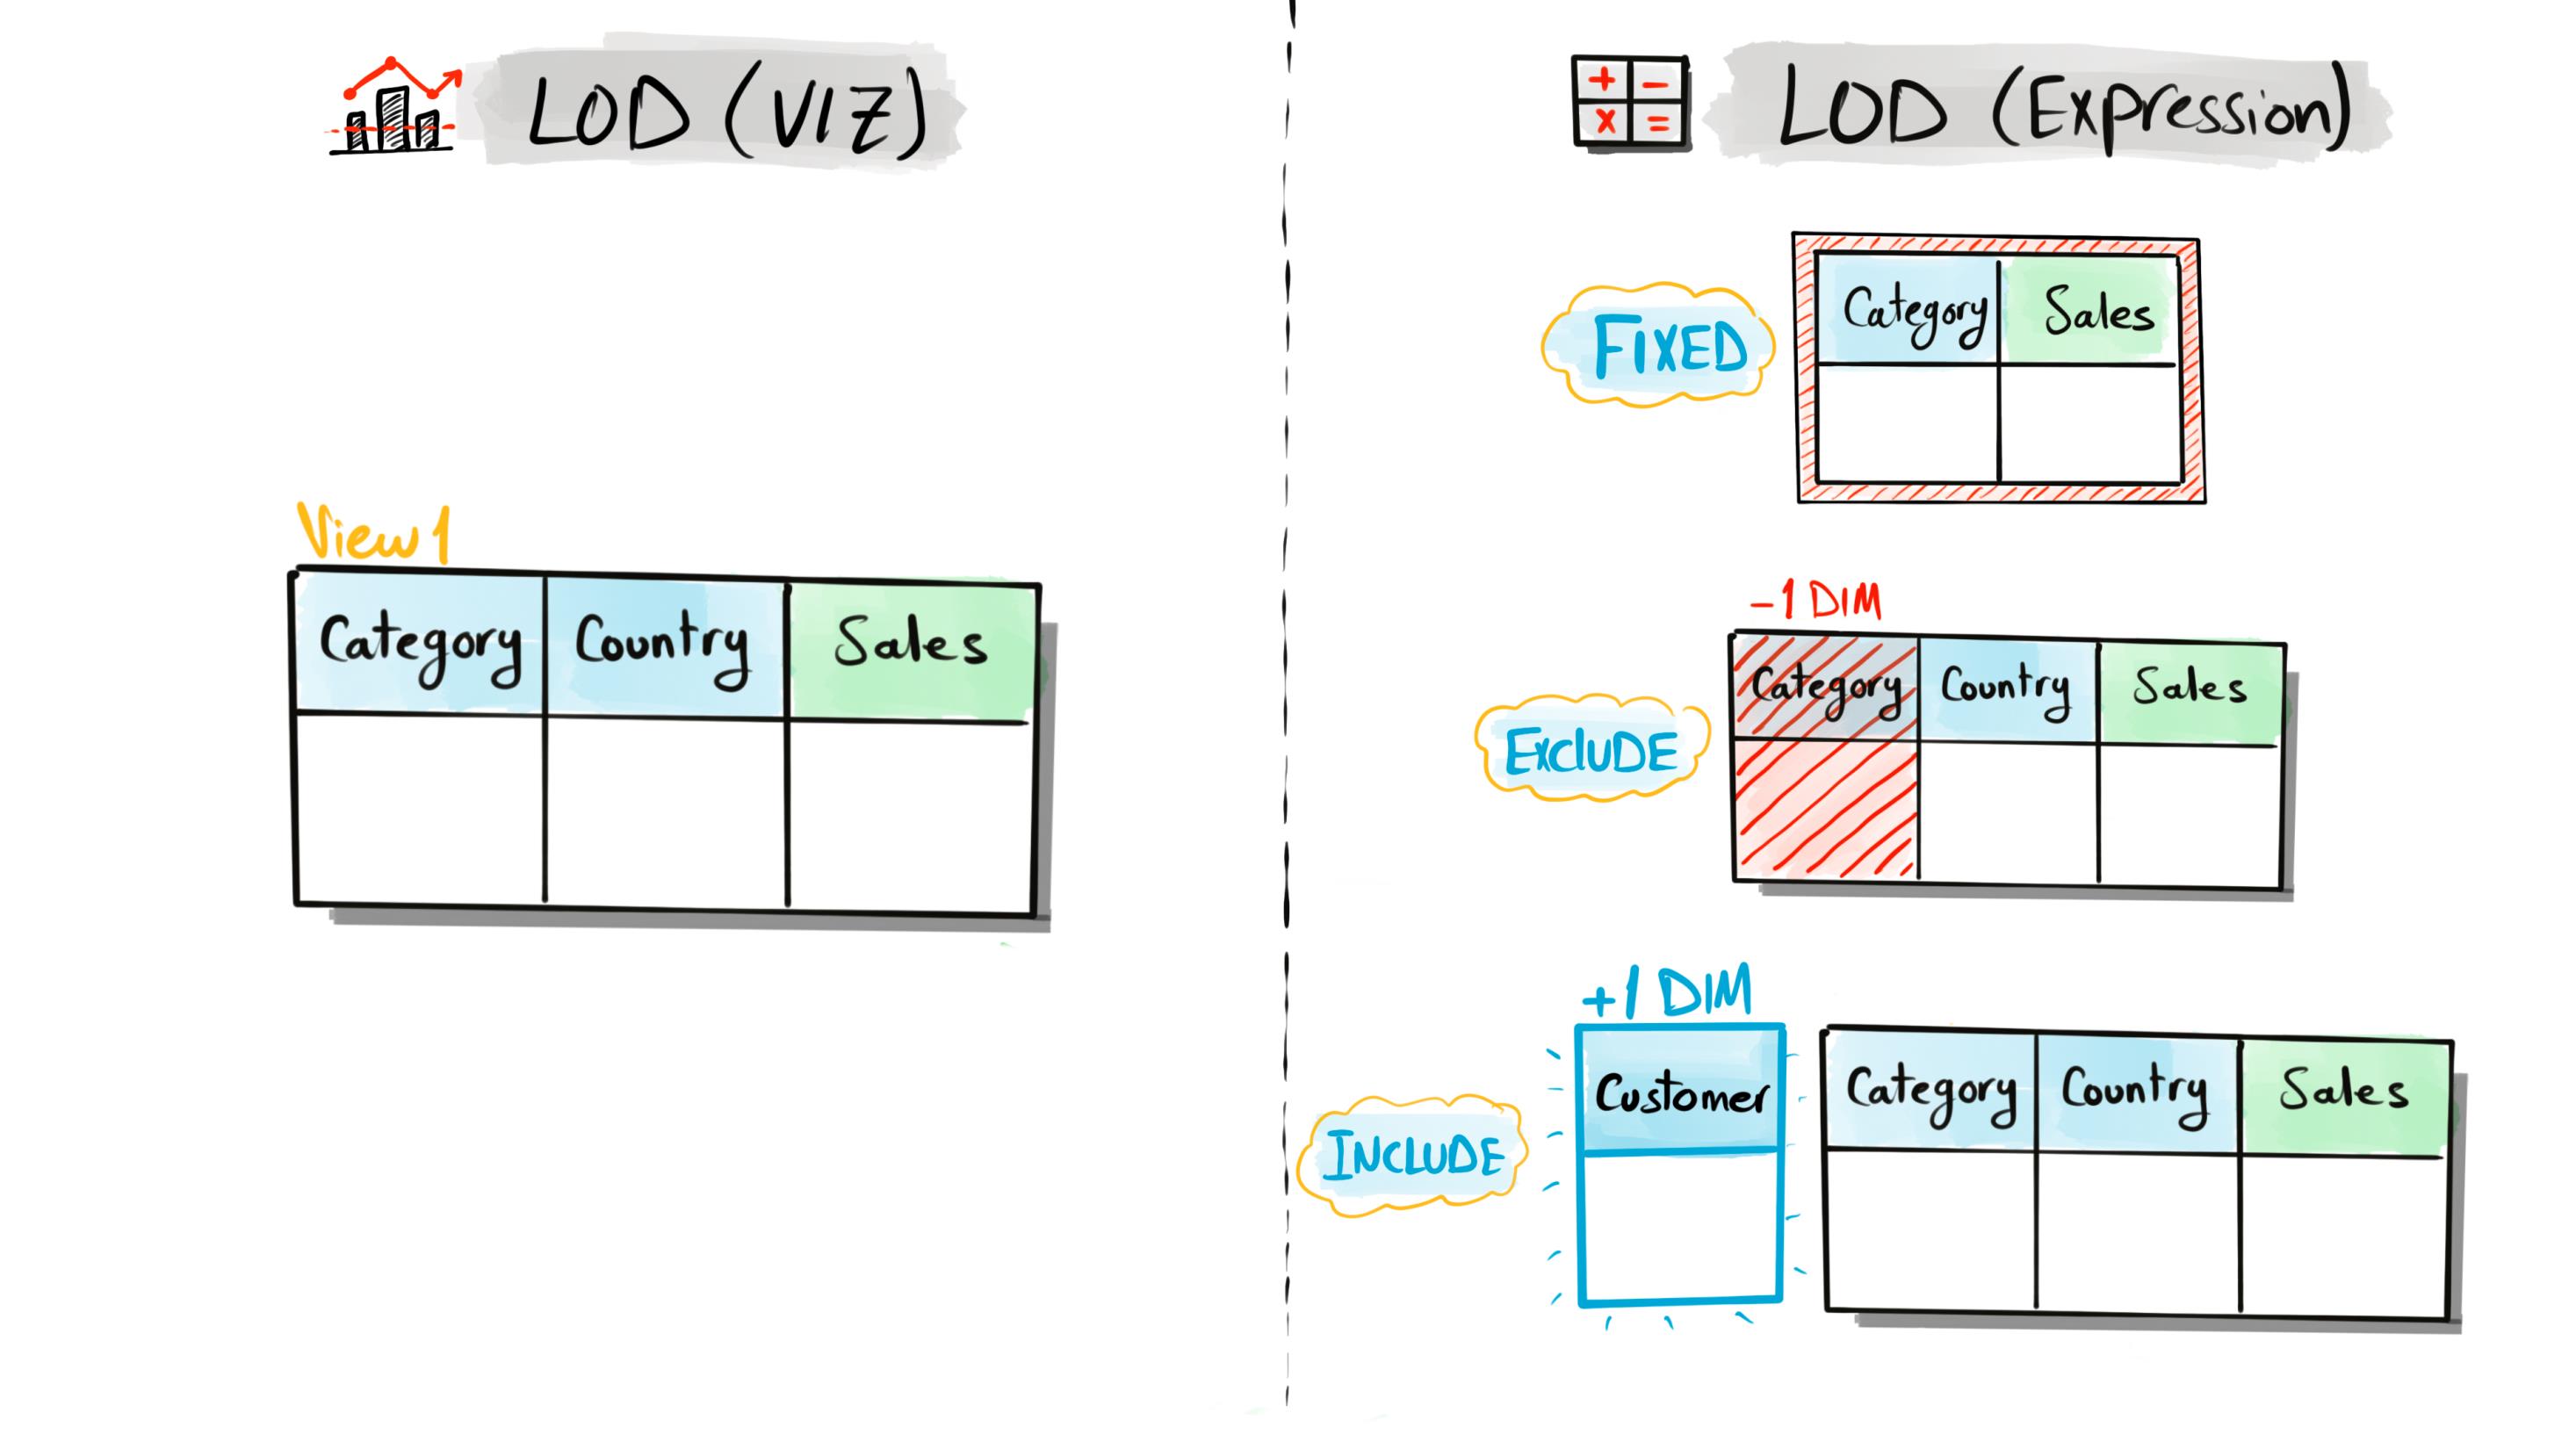 LOD (VIZ)
View 1
Category Country Sales
+ -
x =
LOD (Expression)
FIXED
Category Sales
-1 DIM
EXCLUDE
Category Country Sales
+1 DIM
INCLUDE
Customer
Category Country Sales